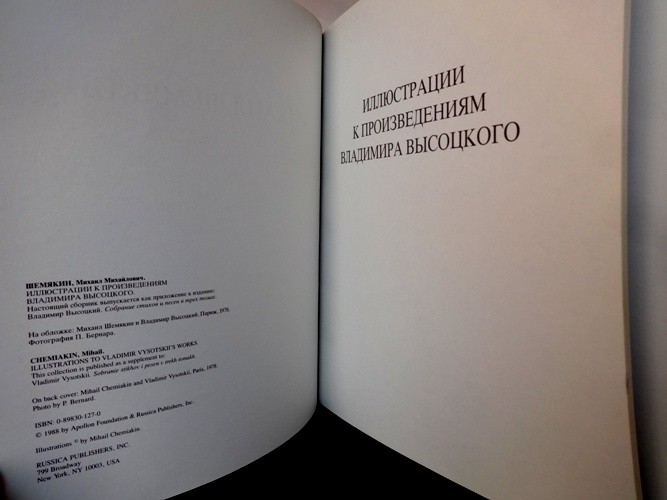 ШЕМЯКИН, Михаил Михайлович.
ИЛЛЮСТРАЦИИ К ПРОИЗВЕДЕНИЯМ
ВЛАДИМИРА ВЫСОЦКОГО.
Настоящий сборник выпускается как приложение к изданию:
Владимир Высоцкий. Собрание стихов и песен в трех томах.
На обложке: Михаил Шемякин и Владимир Высоцкий, Париж, 1978.
Фотография П. Бернара.
CHEMIAKIN, Mihail.
ILLUSTRATIONS TO VLADIMIR VYSOTSKII'S WORKS.
This collection is published as a supplement to:
Vladimir Vysotskii. Sobranie stikhov i pesen v trekh tomakh.
On back cover: Mihail Chemiakin and Vladimir Vysotskii, Paris, 1978.
Photo by P. Bernard.
ISBN: 0-89830-127-0
© 1988 by Apollon Foundation & Russica Publishers, Inc.
Illustrations © by Mihail Chemiakin.
RUSSICA PUBLISHERS, INC.
799 Broadway
New York, NY 10003, USA
ИЛЛЮСТРАЦИИ
К ПРОИЗВЕДЕНИЯМ
ВЛАДИМИРА ВЫСОЦКОГО